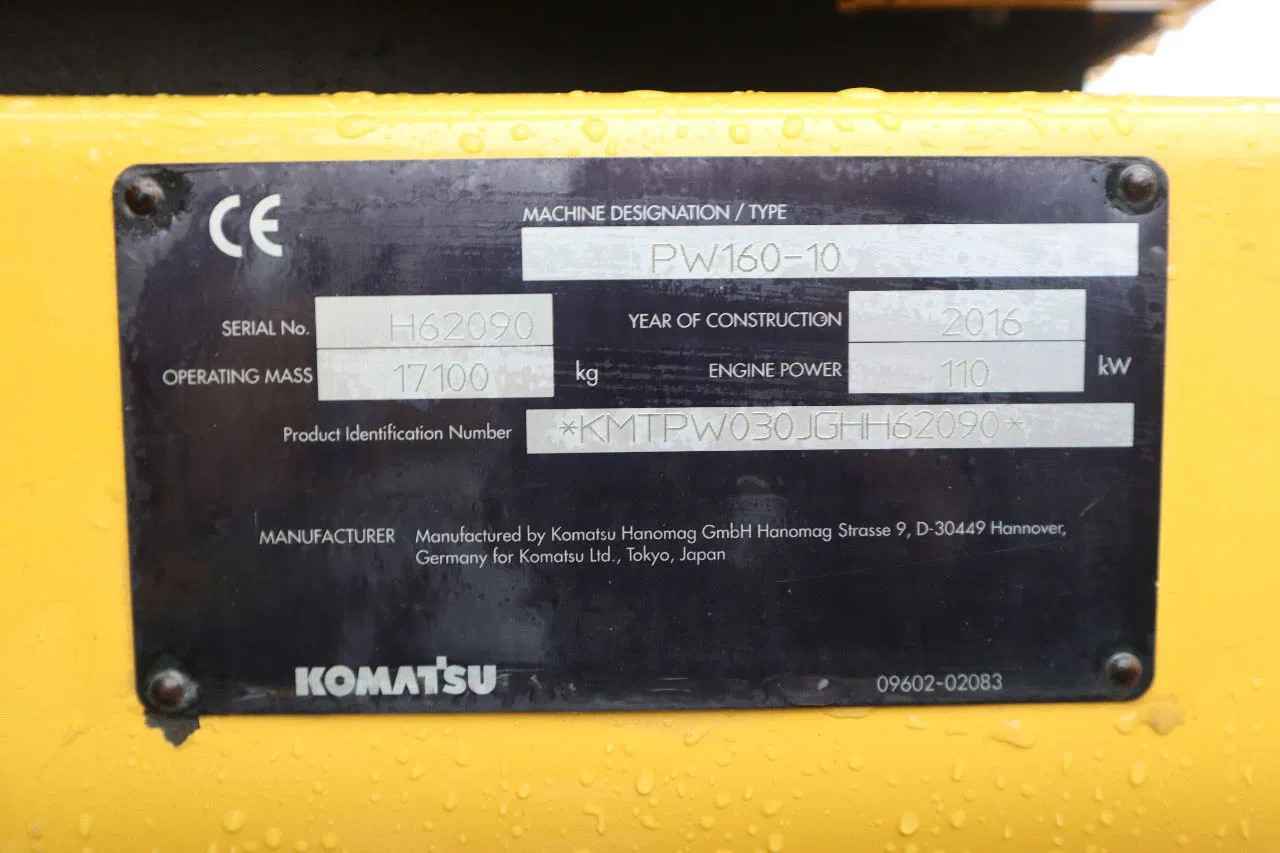 CE
MACHINE DESIGNATION / TYPE
PW160-10
SERIAL No. H62090 YEAR OF CONSTRUCTION 2016
OPERATING MASS 17100 kg ENGINE POWER 110 kW
Product Identification Number *KMTPW030JGHH62090*
MANUFACTURER Manufactured by Komatsu Hanomag GmbH Hanomag Strasse 9, D-30449 Hannover,
Germany for Komatsu Ltd., Tokyo, Japan
KOMATSU 09602-02083